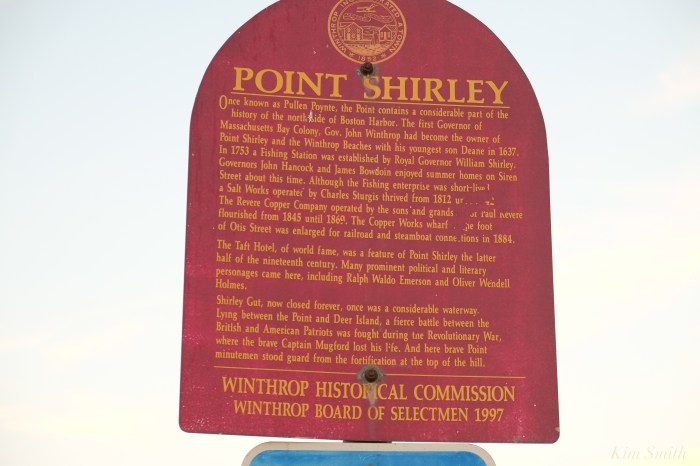 WINTHROP INCORPORATED A TOWN A 1852
POINT SHIRLEY
Once known as Pullen Poynte, the Point contains a considerable part of the
history of the north side of Boston Harbor. The first Governor of
Massachusetts Bay Colony, Gov. John Winthrop had become the owner of
Point Shirley and the Winthrop Beaches with his youngest son Deane in 1637.
In 1753 a Fishing Station was established by Royal Governor William Shirley.
Governors John Hancock and James Bowdoin enjoyed summer homes on Siren
Street about this time. Although the Fishing enterprise was short-lived
a Salt Works operated by Charles Sturgis thrived from 1812
The Revere Copper Company operated by the sons and grands Paul Revere
flourished from 1845 until 1869. The Copper Works wharf foot
of Otis Street was enlarged for railroad and steamboat connections in 1884.
The Taft Hotel, of world fame, was a feature of Point Shirley the latter
half of the nineteenth century. Many prominent political and literary
personages came here, including Ralph Waldo Emerson and Oliver Wendell
Holmes.
Shirley Gut, now closed forever, once was a considerable waterway.
Lying between the Point and Deer Island, a fierce battle between the
British and American Patriots was fought during the Revolutionary War,
where the brave Captain Mugford lost his life. And here brave Point
minutemen stood guard from the fortification at the top of the hill.
WINTHROP HISTORICAL COMMISSION
WINTHROP BOARD OF SELECTMEN 1997
Kim Smith